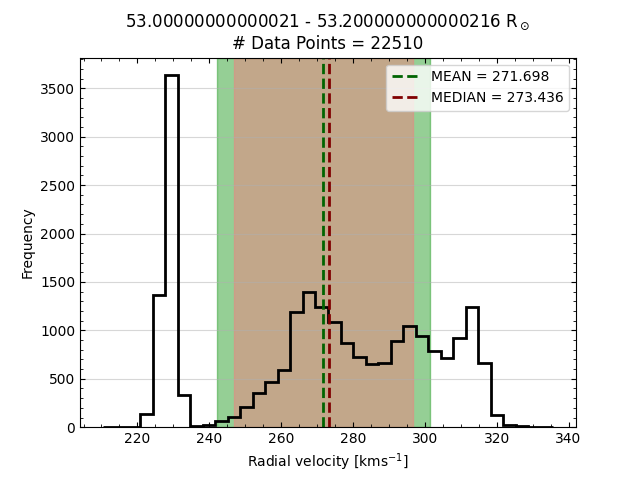 53.00000000000021 - 53.200000000000216 R⊙
# Data Points = 22510
MEAN = 271.698
MEDIAN = 273.436
Frequency
3500
3000
2500
2000
1500
1000
500
0
220 240 260 280 300 320 340
Radial velocity [kms⁻¹]